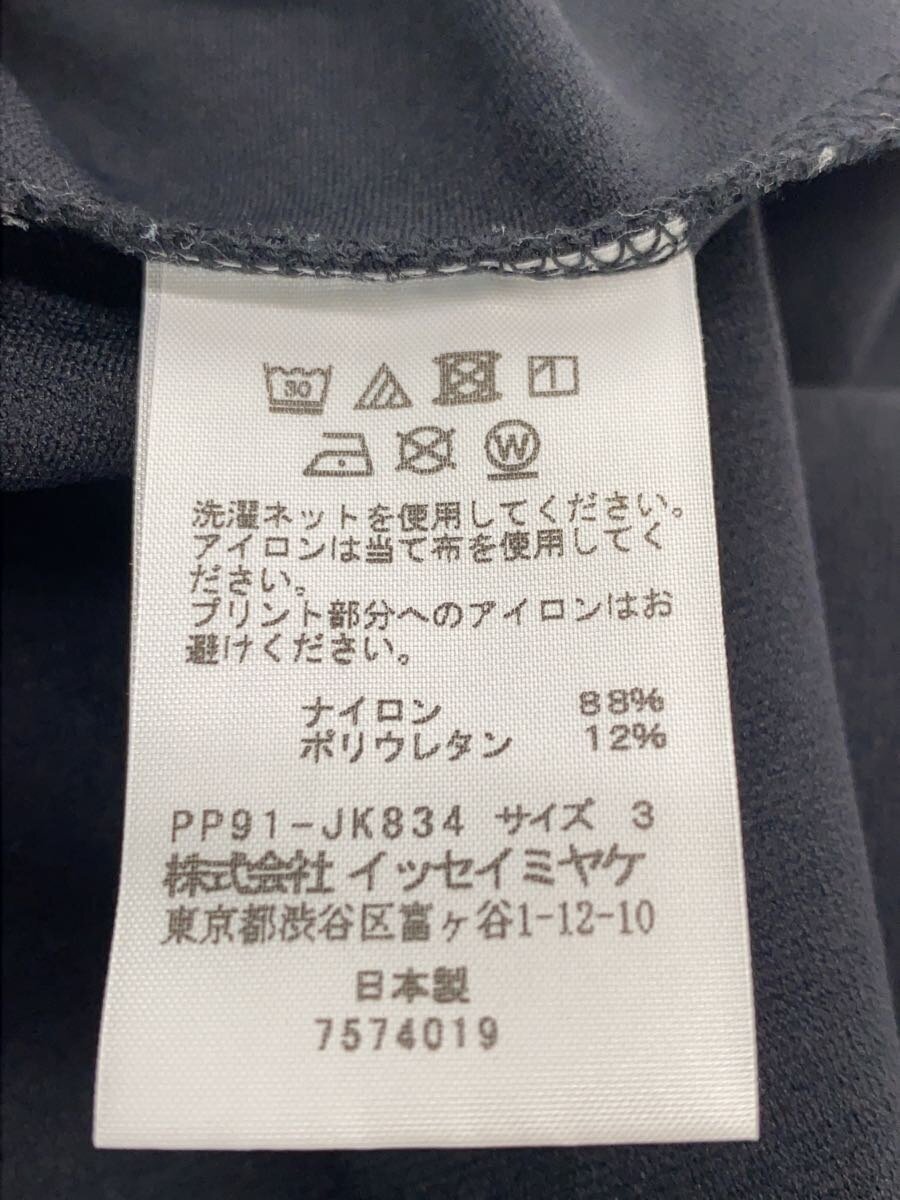 30
1
W
洗濯ネットを使用してください。
アイロンは当て布を使用してく
ださい。
プリント部分へのアイロンはお
避けください。
ナイロン 88%
ポリウレタン 12%
PP91-JK834 サイズ 3
株式会社 イッセイミヤケ
東京都渋谷区富ヶ谷1-12-10
日本製
7574019